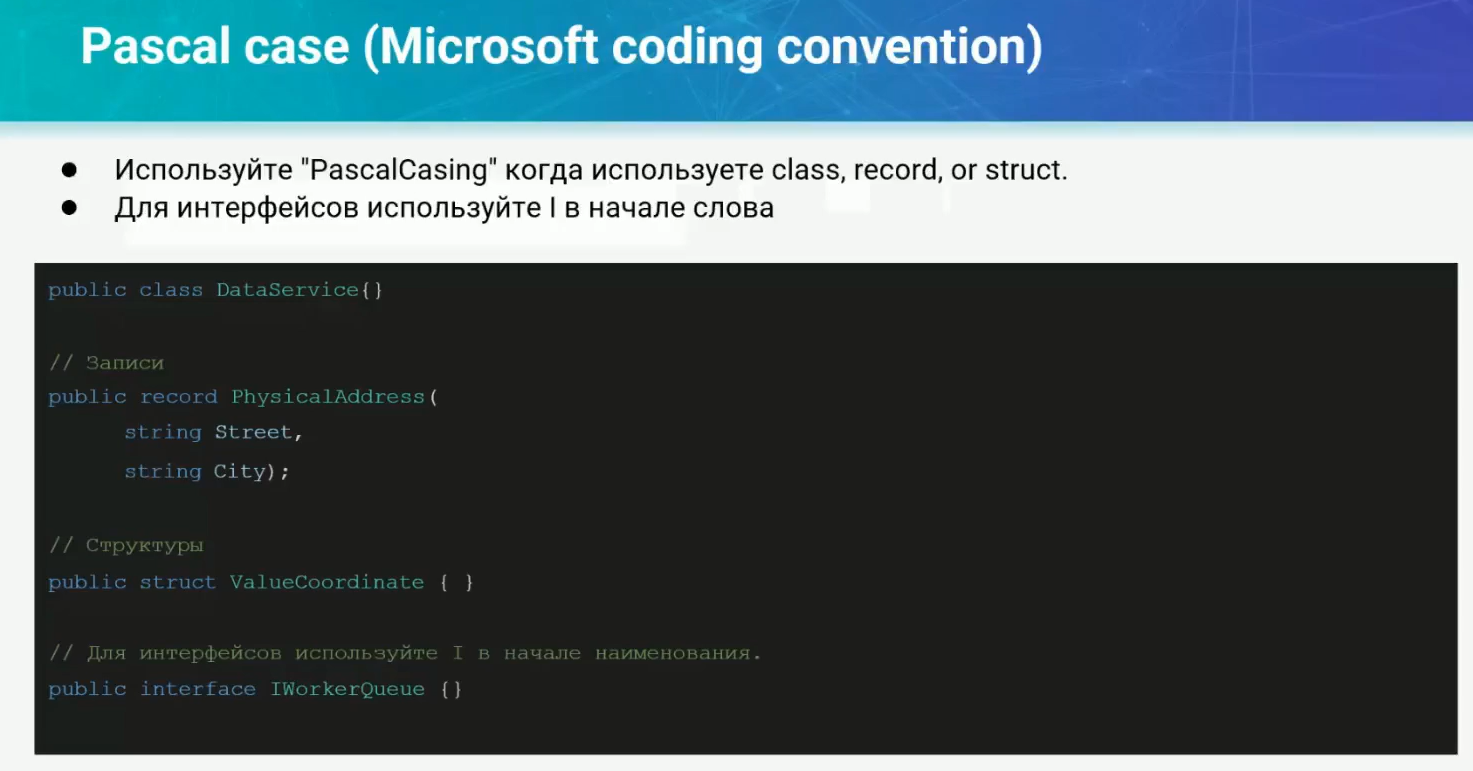 Pascal case (Microsoft coding convention)
● Используйте "PascalCasing" когда используете class, record, or struct.
● Для интерфейсов используйте I в начале слова
public class DataService{}
// Записи
public record PhysicalAddress(
string Street,
string City);
// Структуры
public struct ValueCoordinate { }
// Для интерфейсов используйте I в начале наименования.
public interface IWorkerQueue {}